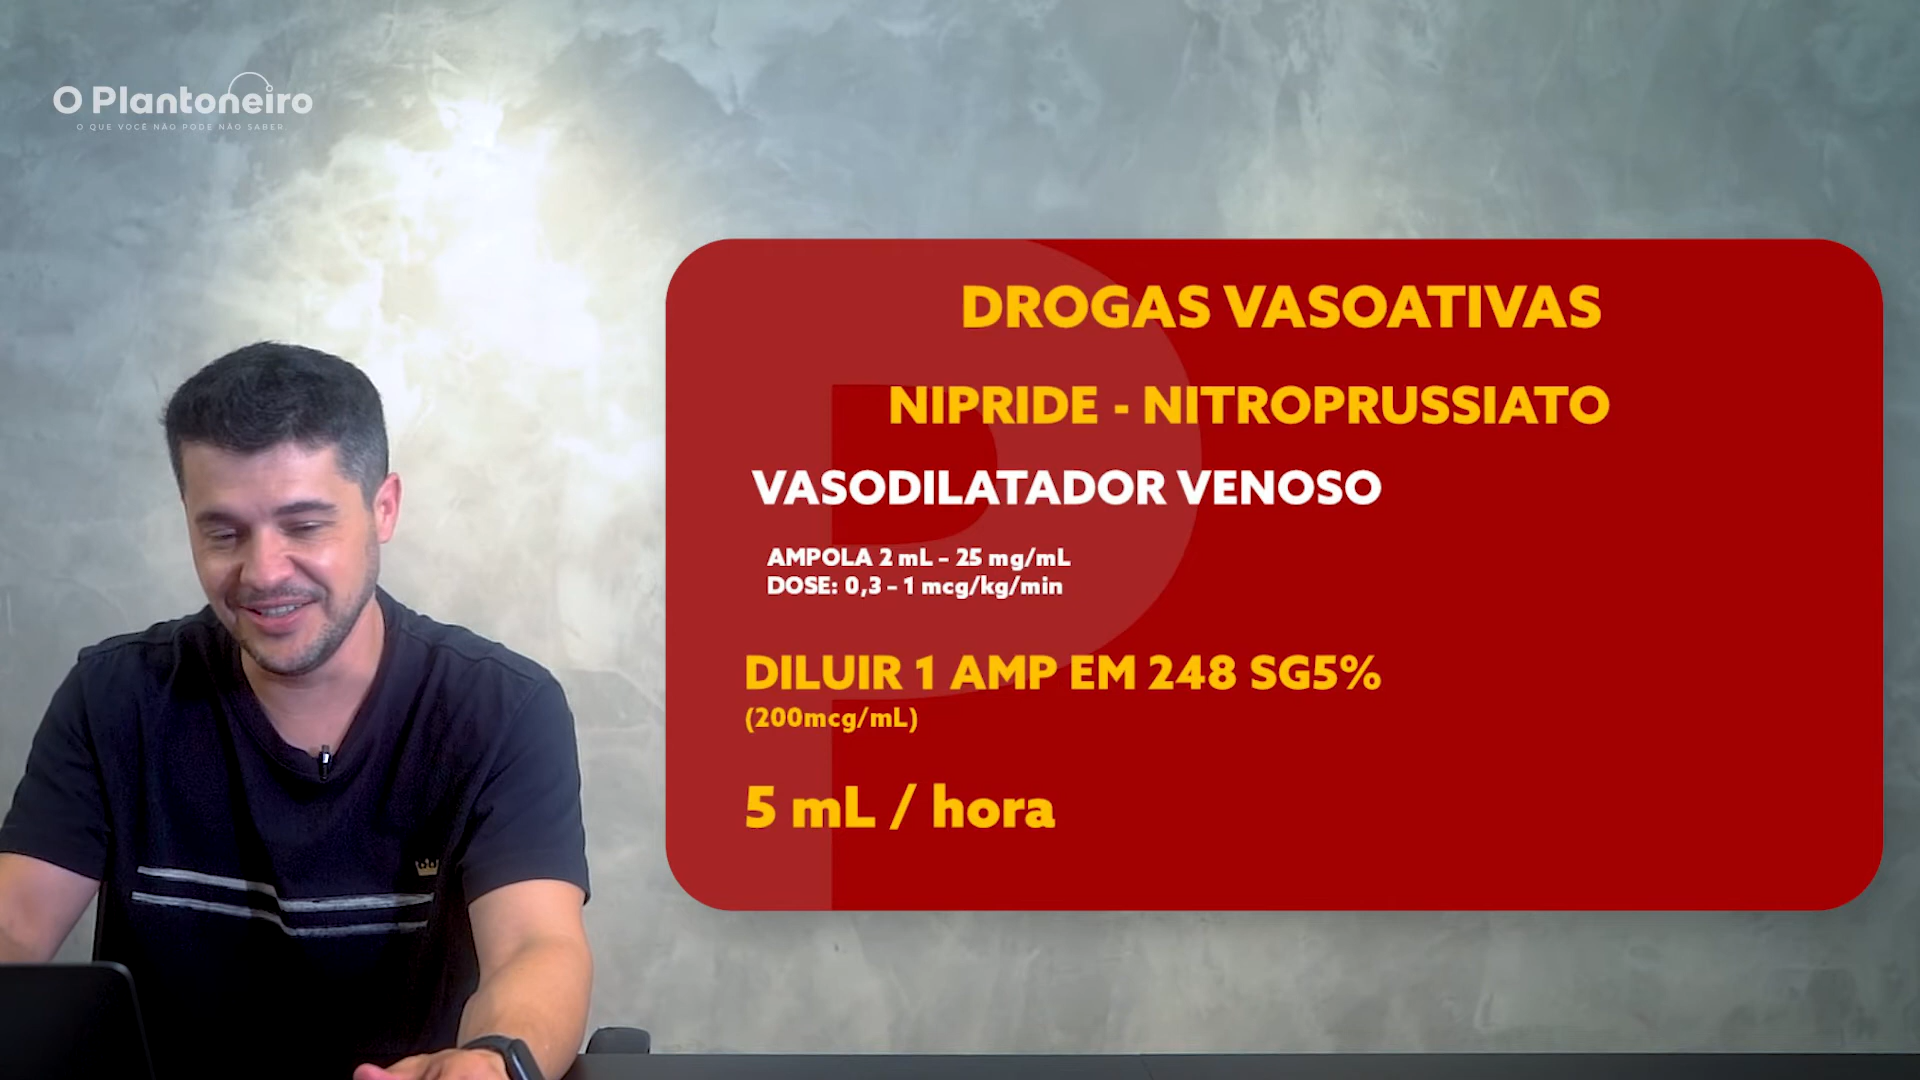 O Plantoneiro
O QUE VOCÊ NÃO PODE NÃO SABER
DROGAS VASOATIVAS
NIPRIDE - NITROPRUSSIATO
VASODILATADOR VENOSO
AMPOLA 2 mL – 25 mg/mL
DOSE: 0,3 – 1 mcg/kg/min
DILUIR 1 AMP EM 248 SG5%
(200mcg/mL)
5 mL / hora